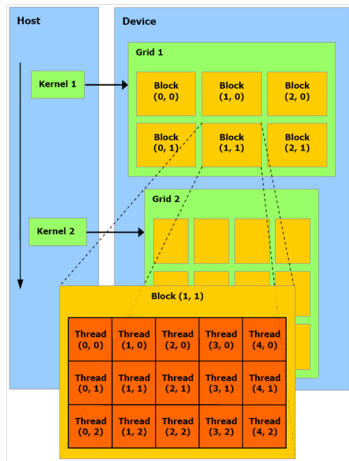 Host
Device
Grid 1
Kernel 1
Block
(0, 0)
Block
(1, 0)
Block
(2, 0)
Block
(0, 1)
Block
(1, 1)
Block
(2, 1)
Grid 2
Kernel 2
Block (1, 1)
Thread
(0, 0)
Thread
(1, 0)
Thread
(2, 0)
Thread
(3, 0)
Thread
(4, 0)
Thread
(0, 1)
Thread
(1, 1)
Thread
(2, 1)
Thread
(3, 1)
Thread
(4, 1)
Thread
(0, 2)
Thread
(1, 2)
Thread
(2, 2)
Thread
(3, 2)
Thread
(4, 2)